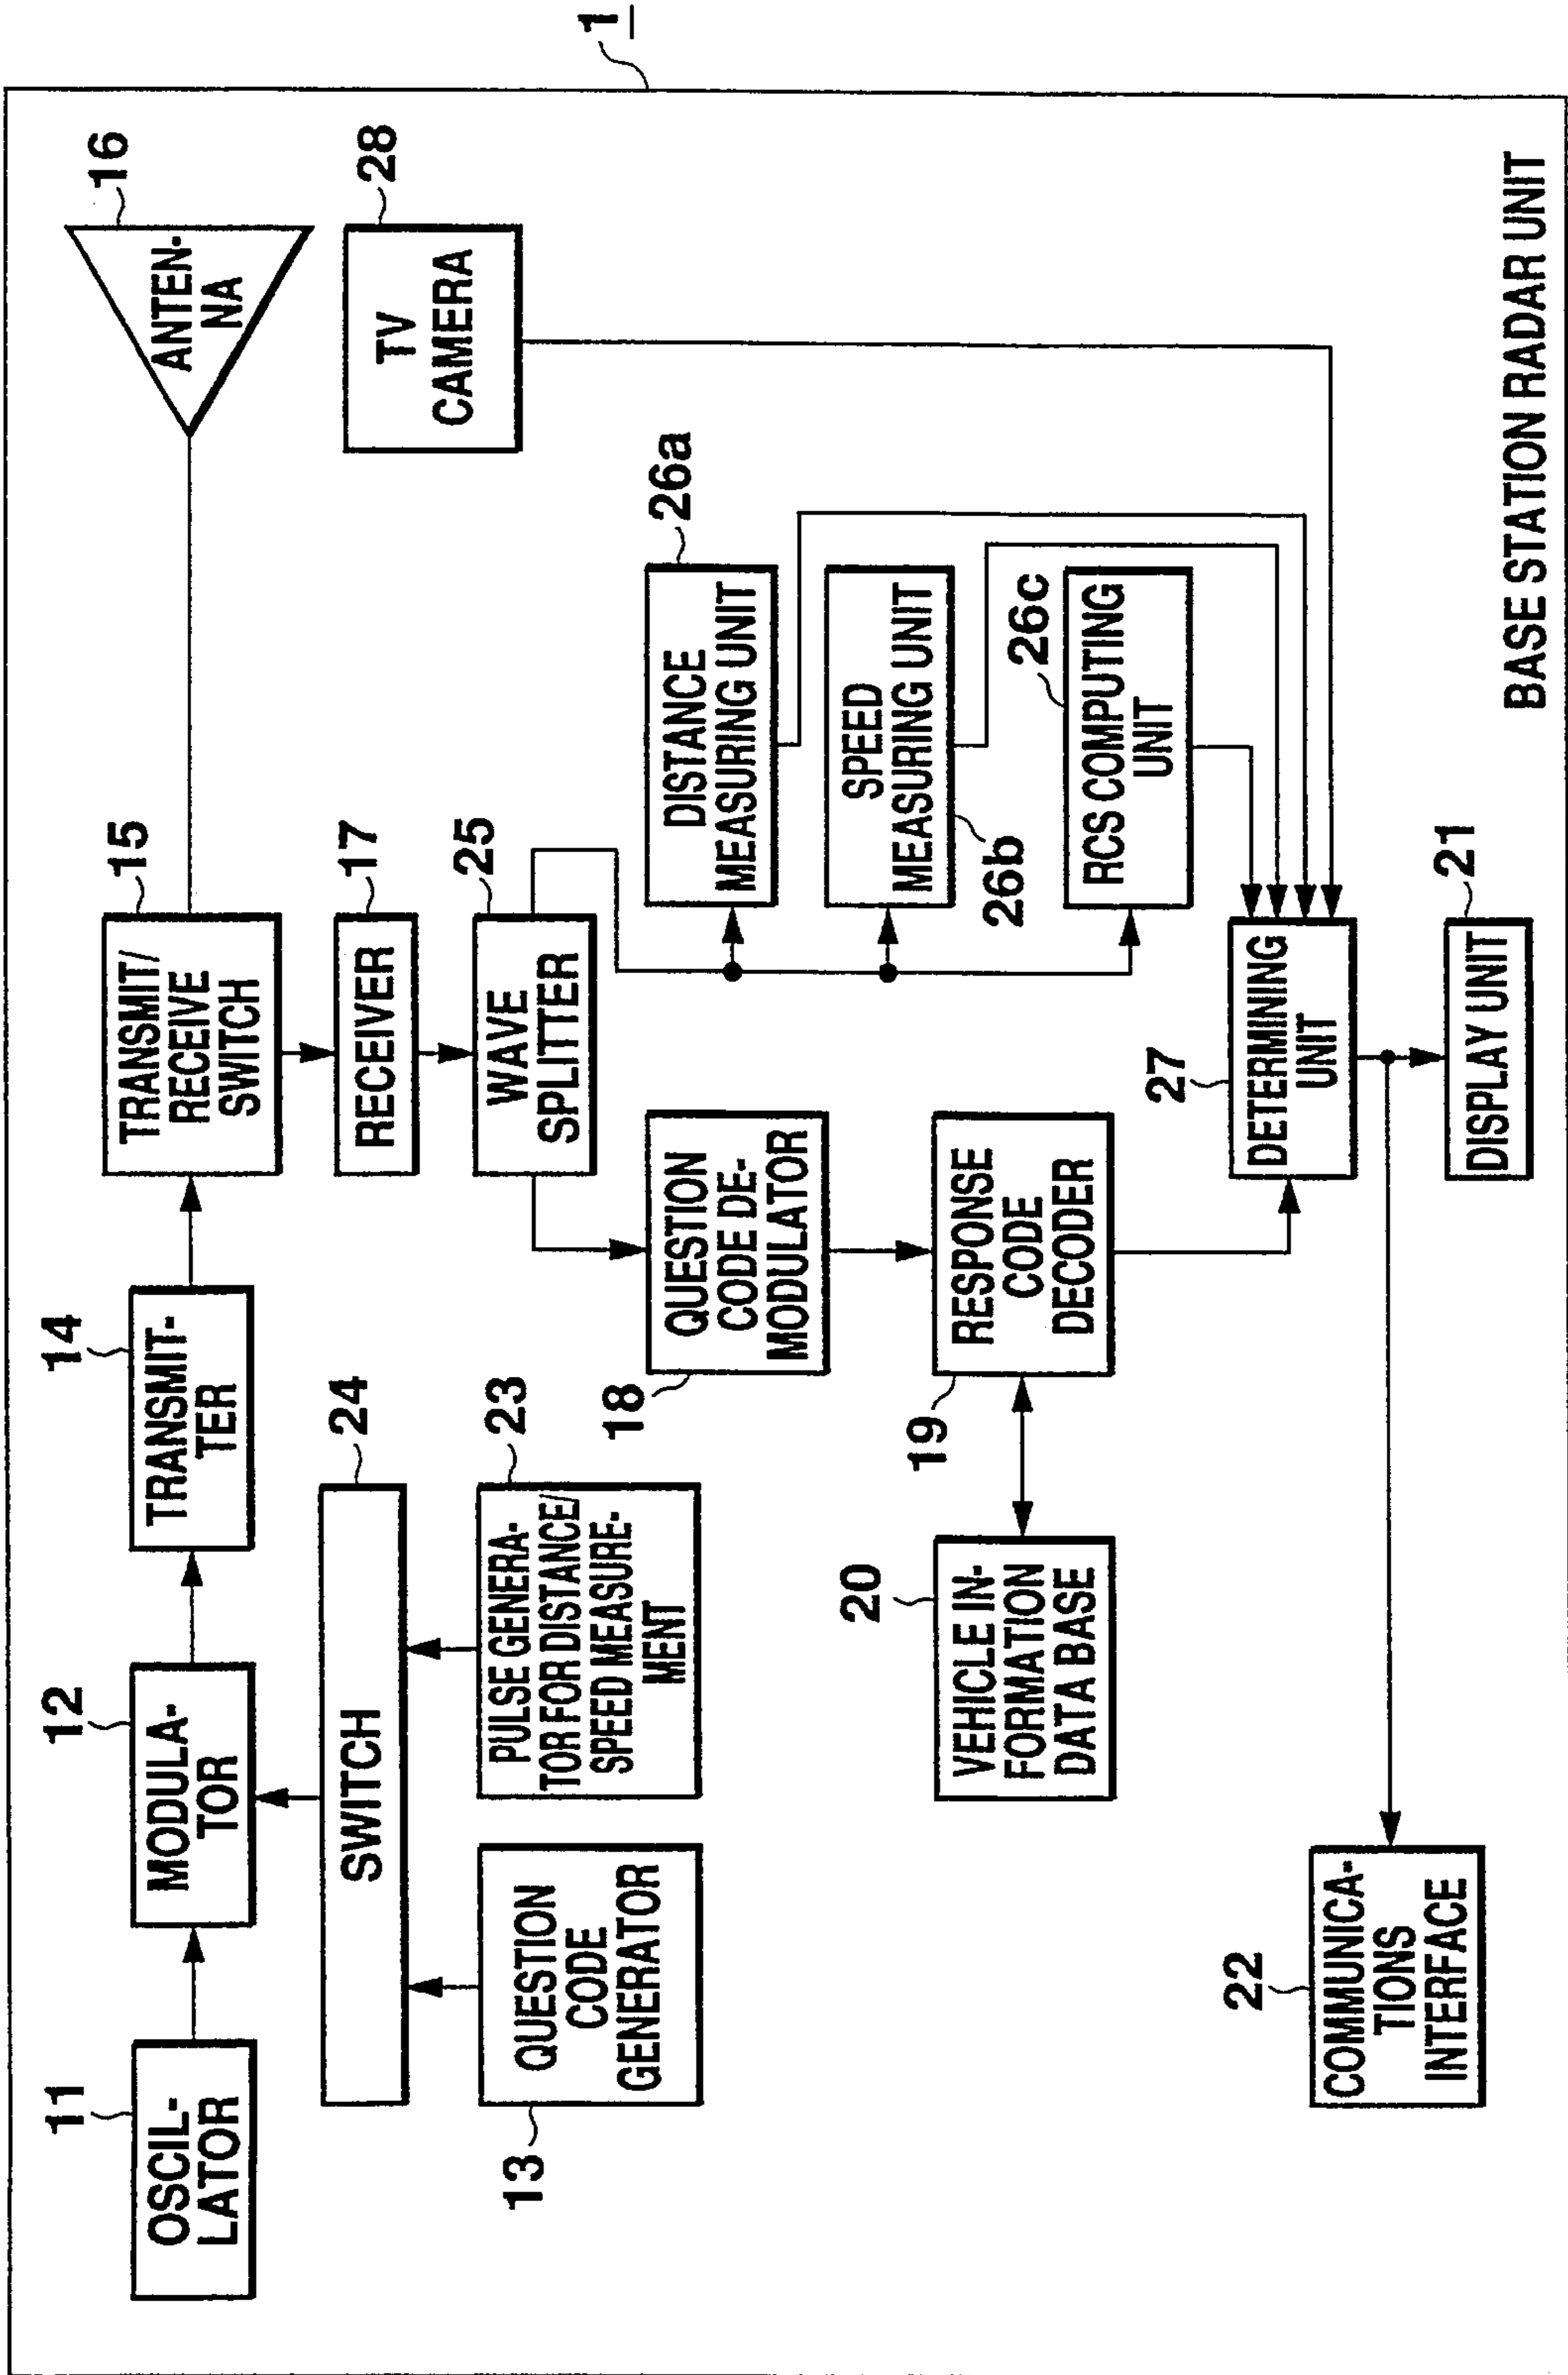 1
11
OSCIL-
LATOR
12
MODULA-
TOR
14
TRANSMIT-
TER
15
TRANSMIT/
RECEIVE
SWITCH
16
ANTEN-
NA
24
SWITCH
17
RECEIVER
28
TV
CAMERA
13
QUESTION
CODE
GENERATOR
23
PULSE GENERA-
TOR FOR DISTANCE/
SPEED MEASURE-
MENT
25
WAVE
SPLITTER
18
QUESTION
CODE DE-
MODULATOR
26a
DISTANCE
MEASURING UNIT
26b
SPEED
MEASURING UNIT
20
VEHICLE IN-
FORMATION
DATA BASE
19
RESPONSE
CODE
DECODER
26c
RCS COMPUTING
UNIT
27
DETERMINING
UNIT
22
COMMUNICA-
TIONS
INTERFACE
21
DISPLAY UNIT
BASE STATION RADAR UNIT